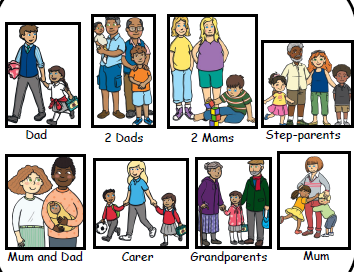 Dad
2 Dads
2 Mams
Step-parents
Mum and Dad
Carer
Grandparents
Mum